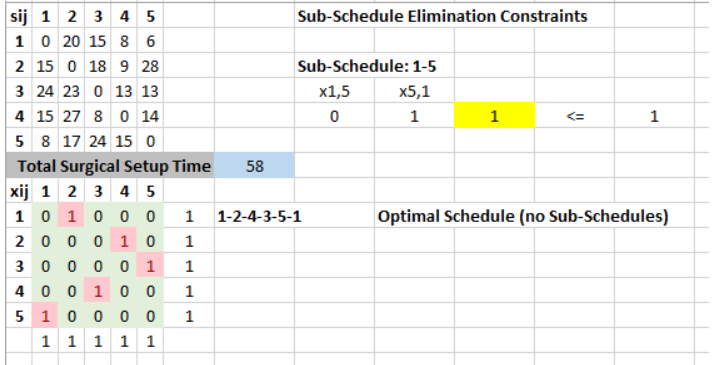 sij 1 2 3 4 5 Sub-Schedule Elimination Constraints
1 0 20 15 8 6
2 15 0 18 9 28 Sub-Schedule: 1-5
3 24 23 0 13 13 x1,5 x5,1
4 15 27 8 0 14 0 1 1 <= 1
5 8 17 24 15 0
Total Surgical Setup Time 58
xij 1 2 3 4 5
1 0 1 0 0 0 1 1-2-4-3-5-1 Optimal Schedule (no Sub-Schedules)
2 0 0 0 1 0 1
3 0 0 0 0 1 1
4 0 0 1 0 0 1
5 1 0 0 0 0 1
1 1 1 1 1